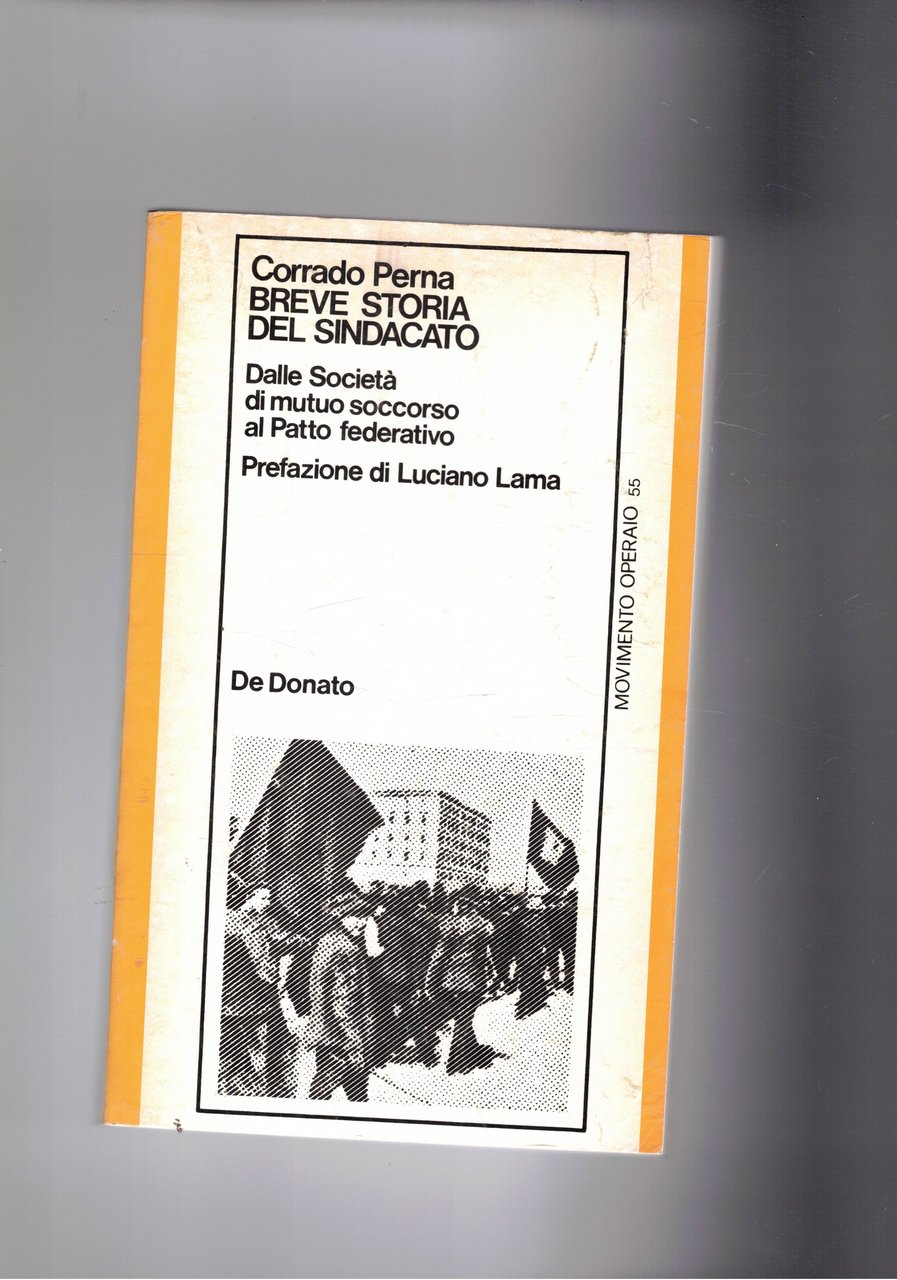 Corrado Perna
BREVE STORIA
DEL SINDACATO
Dalle Società
di mutuo soccorso
al Patto federativo
Prefazione di Luciano Lama
MOVIMENTO OPERAIO 55
De Donato